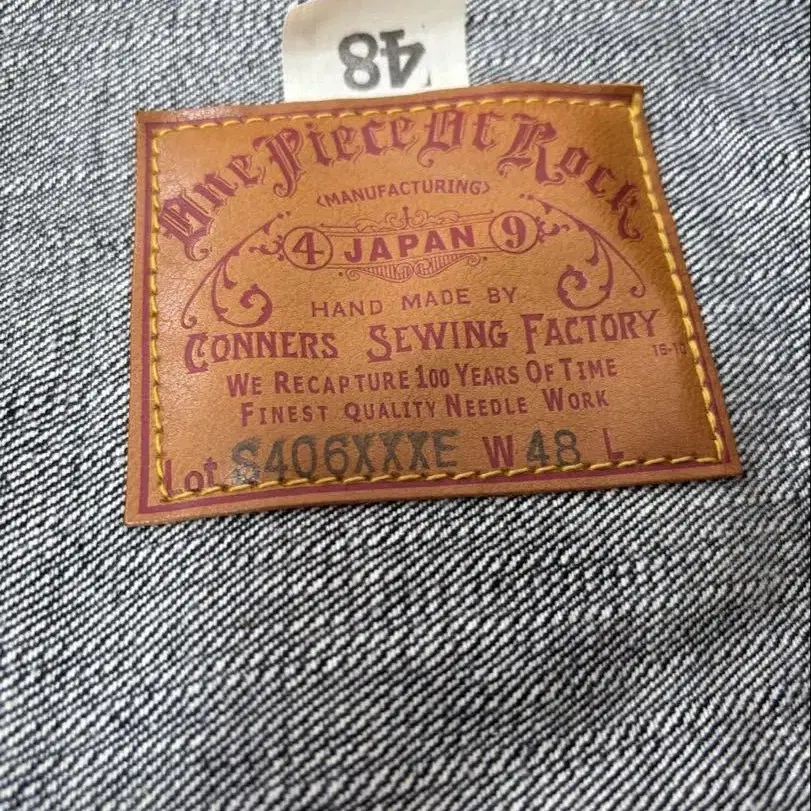 48
One Piece Of Rock
<MANUFACTURING>
4 JAPAN 9
HAND MADE BY
CONNERS SEWING FACTORY
WE RECAPTURE 100 YEARS OF TIME
FINEST QUALITY NEEDLE WORK
Lot S406XXXE W 48 L